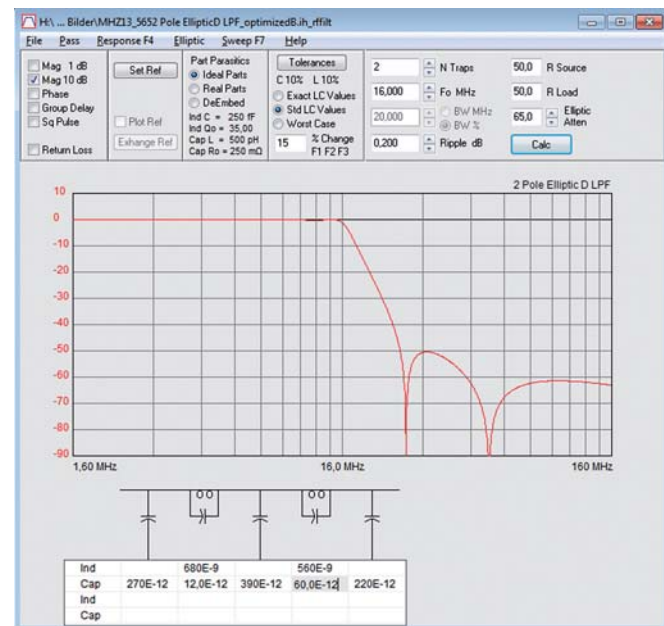 H:\ ... Bilder\MHZ13_5652 Pole EllipticD LPF_optimizedB.ih_rffilt
File Pass Response F4 Elliptic Sweep F7 Help
Mag 1 dB
Mag 10 dB
Phase
Group Delay
Sq Pulse
Return Loss
Set Ref
Plot Ref
Exhange Ref
Part Parasitics
Ideal Parts
Real Parts
DeEmbed
Ind C = 250 fF
Ind Qo = 35,00
Cap L = 500 pH
Cap Ro = 250 mΩ
Tolerances
C 10% L 10%
Exact LC Values
Std LC Values
Worst Case
15 % Change
F1 F2 F3
2 N Traps
16,000 Fo MHz
20,000 BW MHz
BW %
0,200 Ripple dB
50,0 R Source
50,0 R Load
65,0 Elliptic
Atten
Calc
2 Pole Elliptic D LPF
10
0
-10
-20
-30
-40
-50
-60
-70
-80
-90
1,60 MHz 16,0 MHz 160 MHz
Ind 680E-9 560E-9
Cap 270E-12 12,0E-12 390E-12 60,0E-12 220E-12
Ind
Cap